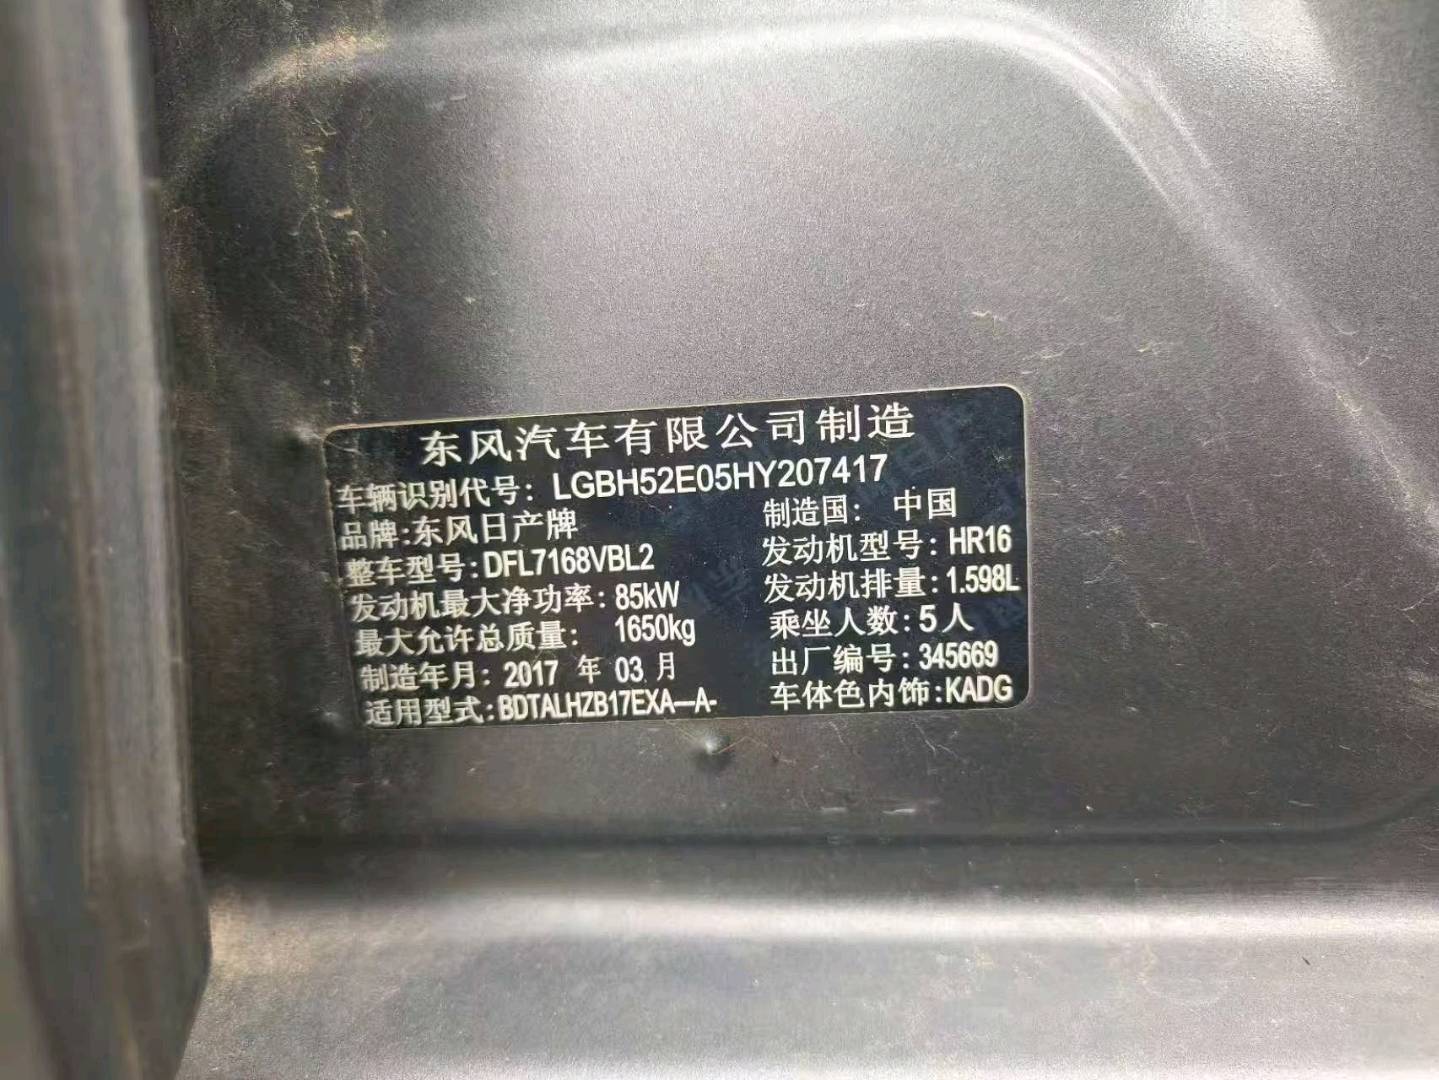 东风汽车有限公司制造
车辆识别代号: LGBH52E05HY207417
品牌:东风日产牌 制造国: 中国
整车型号:DFL7168VBL2 发动机型号: HR16
发动机最大净功率: 85kW 发动机排量: 1.598L
最大允许总质量: 1650kg 乘坐人数: 5人
制造年月: 2017 年 03 月 出厂编号: 345669
适用型式:BDTALHZB17EXA—A- 车体色内饰:KADG